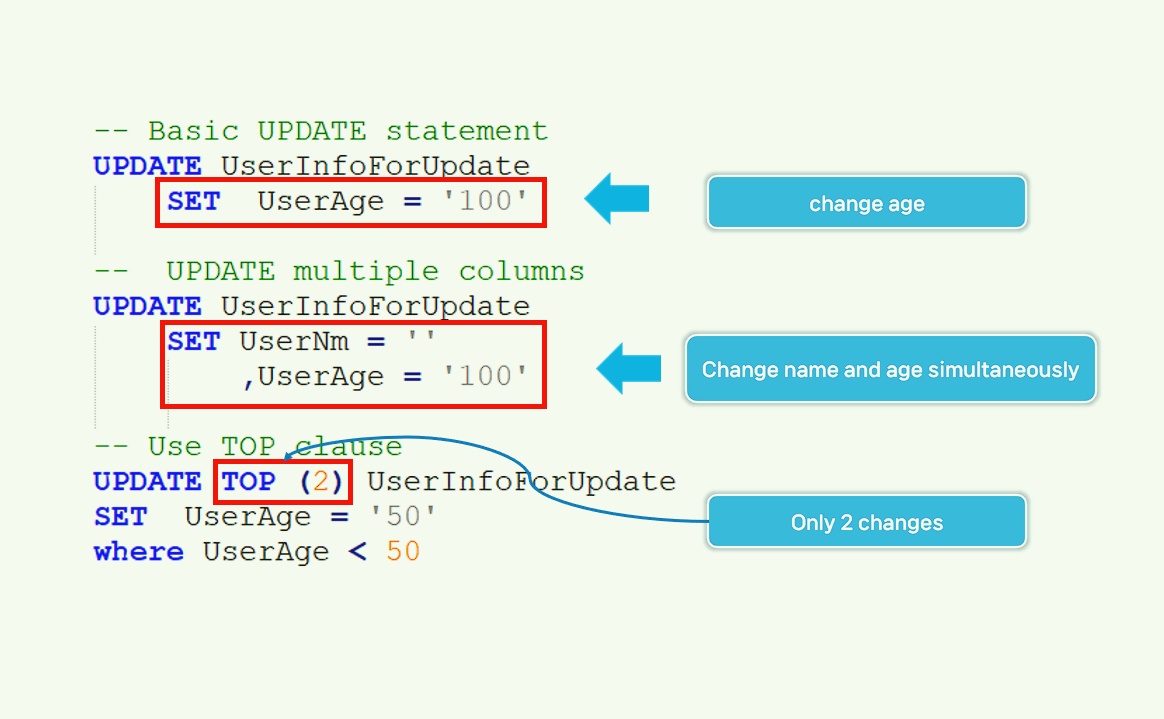 -- Basic UPDATE statement
UPDATE UserInfoForUpdate
SET  UserAge = '100'
change age
--  UPDATE multiple columns
UPDATE UserInfoForUpdate
SET UserNm = ''
,UserAge = '100'
Change name and age simultaneously
-- Use TOP clause
UPDATE TOP (2) UserInfoForUpdate
SET  UserAge = '50'
where UserAge < 50
Only 2 changes